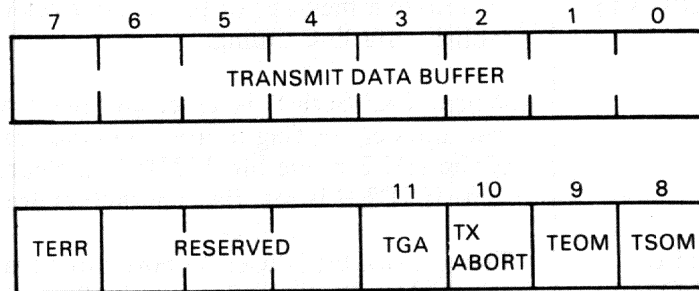 7 6 5 4 3 2 1 0
TRANSMIT DATA BUFFER
11 10 9 8
TERR RESERVED TGA TX ABORT TEOM TSOM